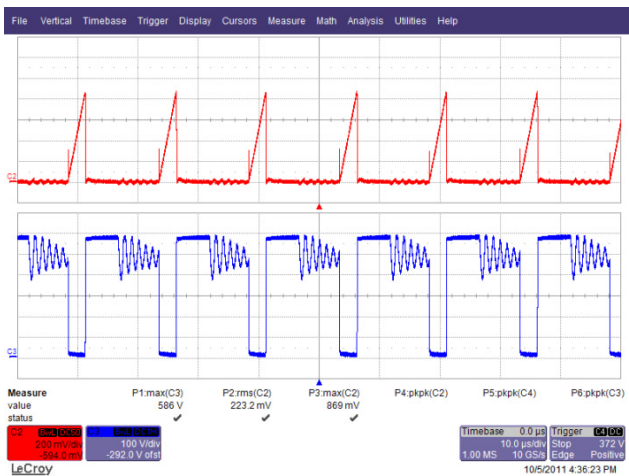 File Vertical Timebase Trigger Display Cursors Measure Math Analysis Utilities Help
C2
C3
Measure P1:max(C3) P2:rms(C2) P3:max(C2) P4:pkpk(C2) P5:pkpk(C4) P6:pkpk(C3)
value 586 V 223.2 mV 869 mV
status
C2 BwL DC50
200 mV/div
-594.0 mV
100 V/div
-292.0 V ofst
Timebase 0.0 µs
10.0 µs/div
1.00 MS 10 GS/s
Trigger C4 DC
Stop 372 V
Edge Positive
LeCroy
10/5/2011 4:36:23 PM